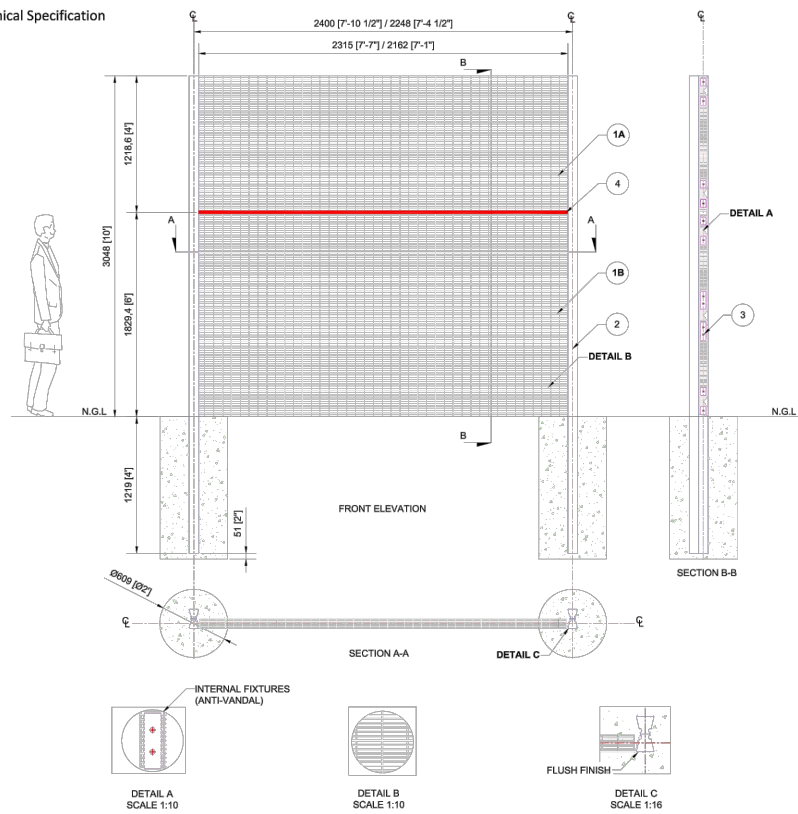 nical Specification
℄
℄
℄
2400 [7'-10 1/2"] / 2248 [7'-4 1/2"]
2315 [7'-7"] / 2162 [7'-1"]
B
1218,6 [4']
1A
4
A
A
DETAIL A
3048 [10']
1829,4 [6']
1B
3
2
DETAIL B
N.G.L
N.G.L
B
1219 [4']
FRONT ELEVATION
51 [2"]
SECTION B-B
Ø609 [Ø2']
℄
℄
SECTION A-A
DETAIL C
INTERNAL FIXTURES
(ANTI-VANDAL)
FLUSH FINISH
DETAIL A
SCALE 1:10
DETAIL B
SCALE 1:10
DETAIL C
SCALE 1:16